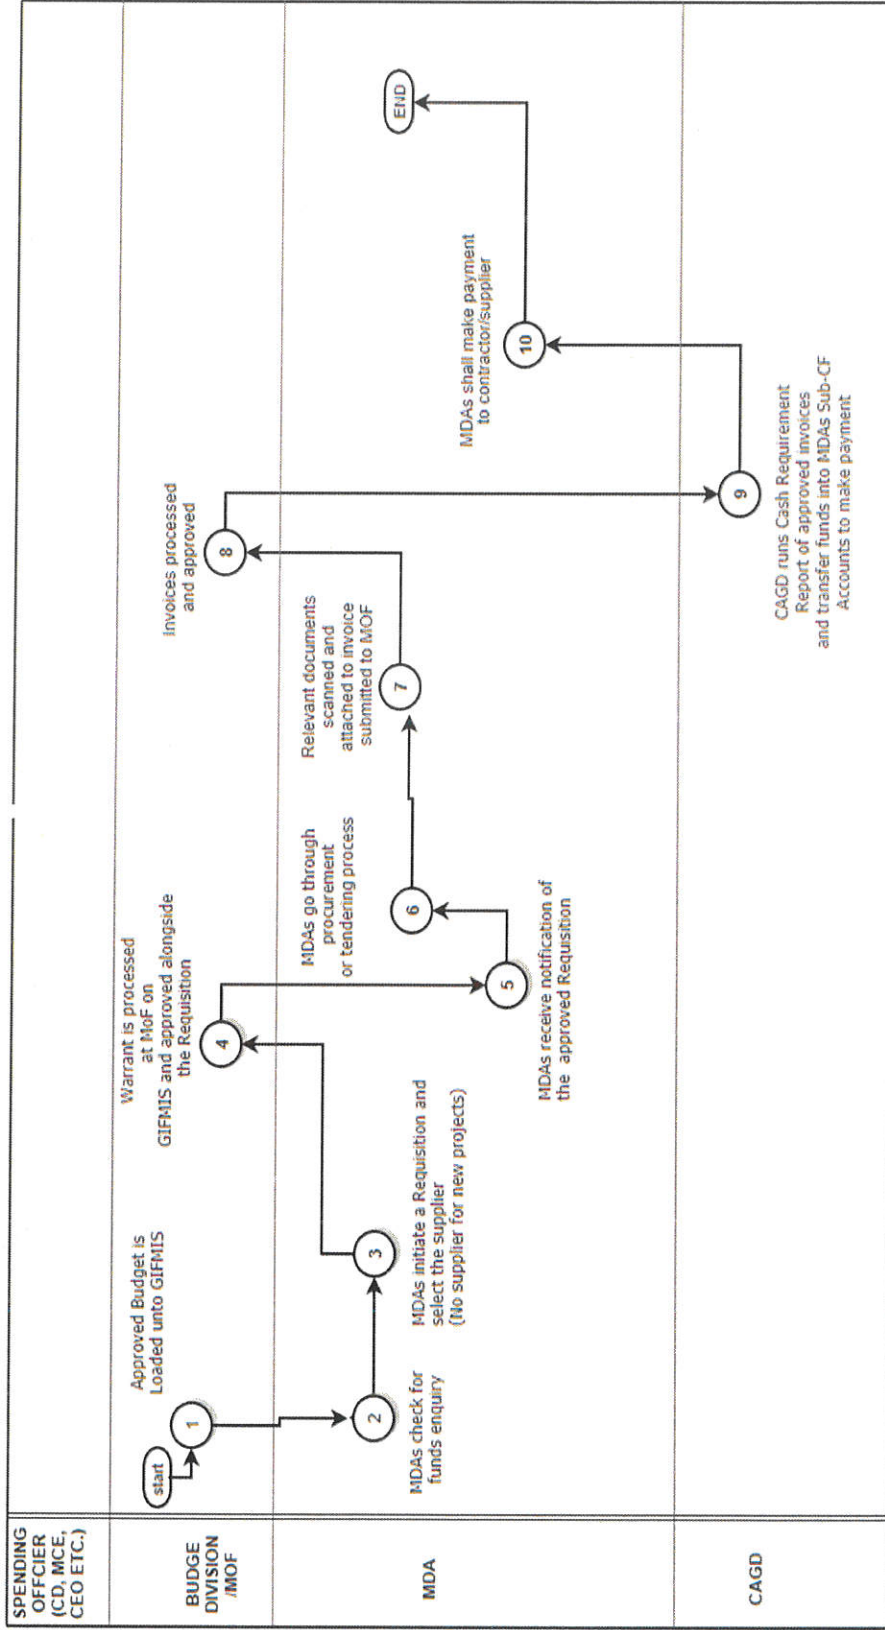 SPENDING
OFFCIER
(CD, MCE,
CEO ETC.)
BUDGE
DIVISION
/MOF
MDA
CAGD
start
1
Approved Budget is
Loaded unto GIFMIS
2
MDAs check for
funds enquiry
3
MDAs initiate a Requisition and
select the supplier
(No supplier for new projects)
4
Warrant is processed
at MoF on
GIFMIS and approved alongside
the Requisition
5
MDAs receive notification of
the approved Requisition
6
MDAs go through
procurement
or tendering process
7
Relevant documents
scanned and
attached to invoice
submitted to MOF
8
Invoices processed
and approved
9
CAGD runs Cash Requirement
Report of approved invoices
and transfer funds into MDAs Sub-CF
Accounts to make payment
10
MDAs shall make payment
to contractor/supplier
END